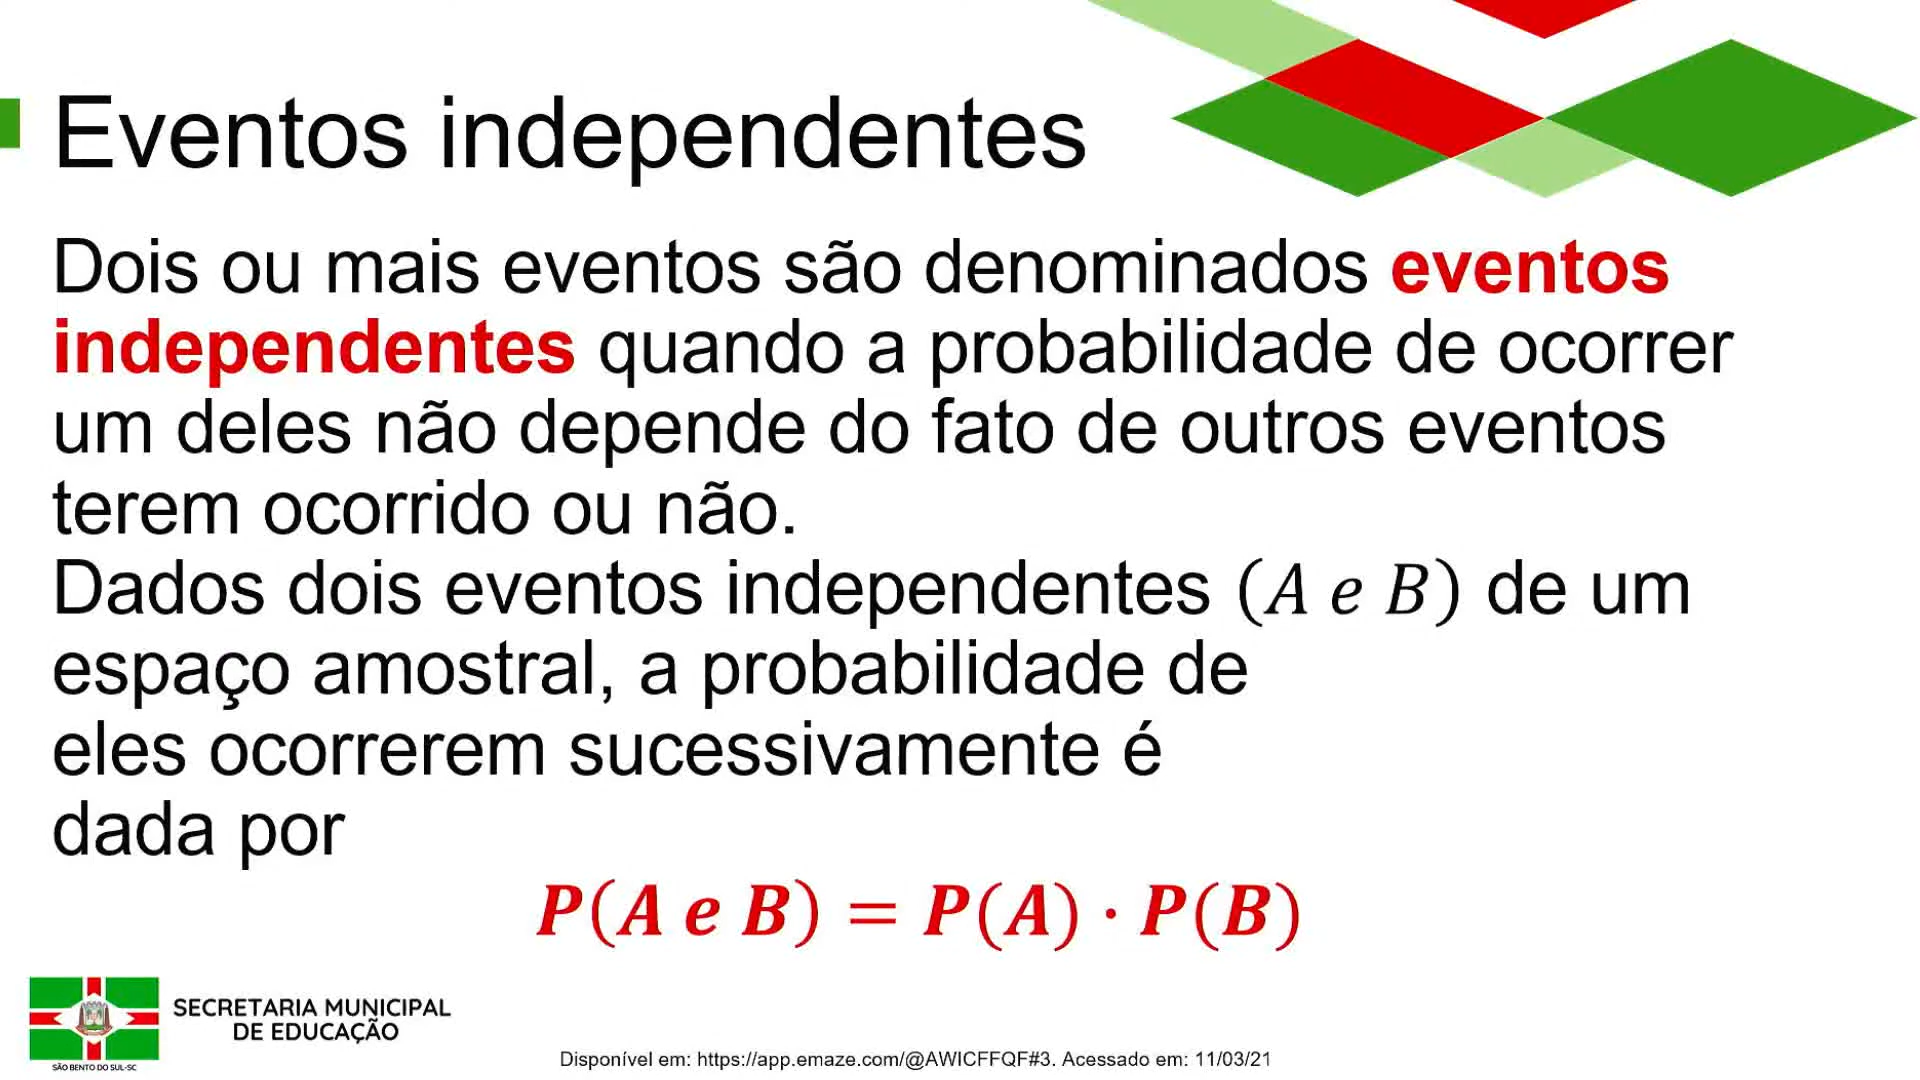 Eventos independentes
Dois ou mais eventos são denominados eventos
independentes quando a probabilidade de ocorrer
um deles não depende do fato de outros eventos
terem ocorrido ou não.
Dados dois eventos independentes (A e B) de um
espaço amostral, a probabilidade de
eles ocorrerem sucessivamente é
dada por
P(A e B) = P(A) · P(B)
SECRETARIA MUNICIPAL
DE EDUCAÇÃO
SÃO BENTO DO SUL-SC
Disponível em: https://app.emaze.com/@AWICFFQF#3. Acessado em: 11/03/21